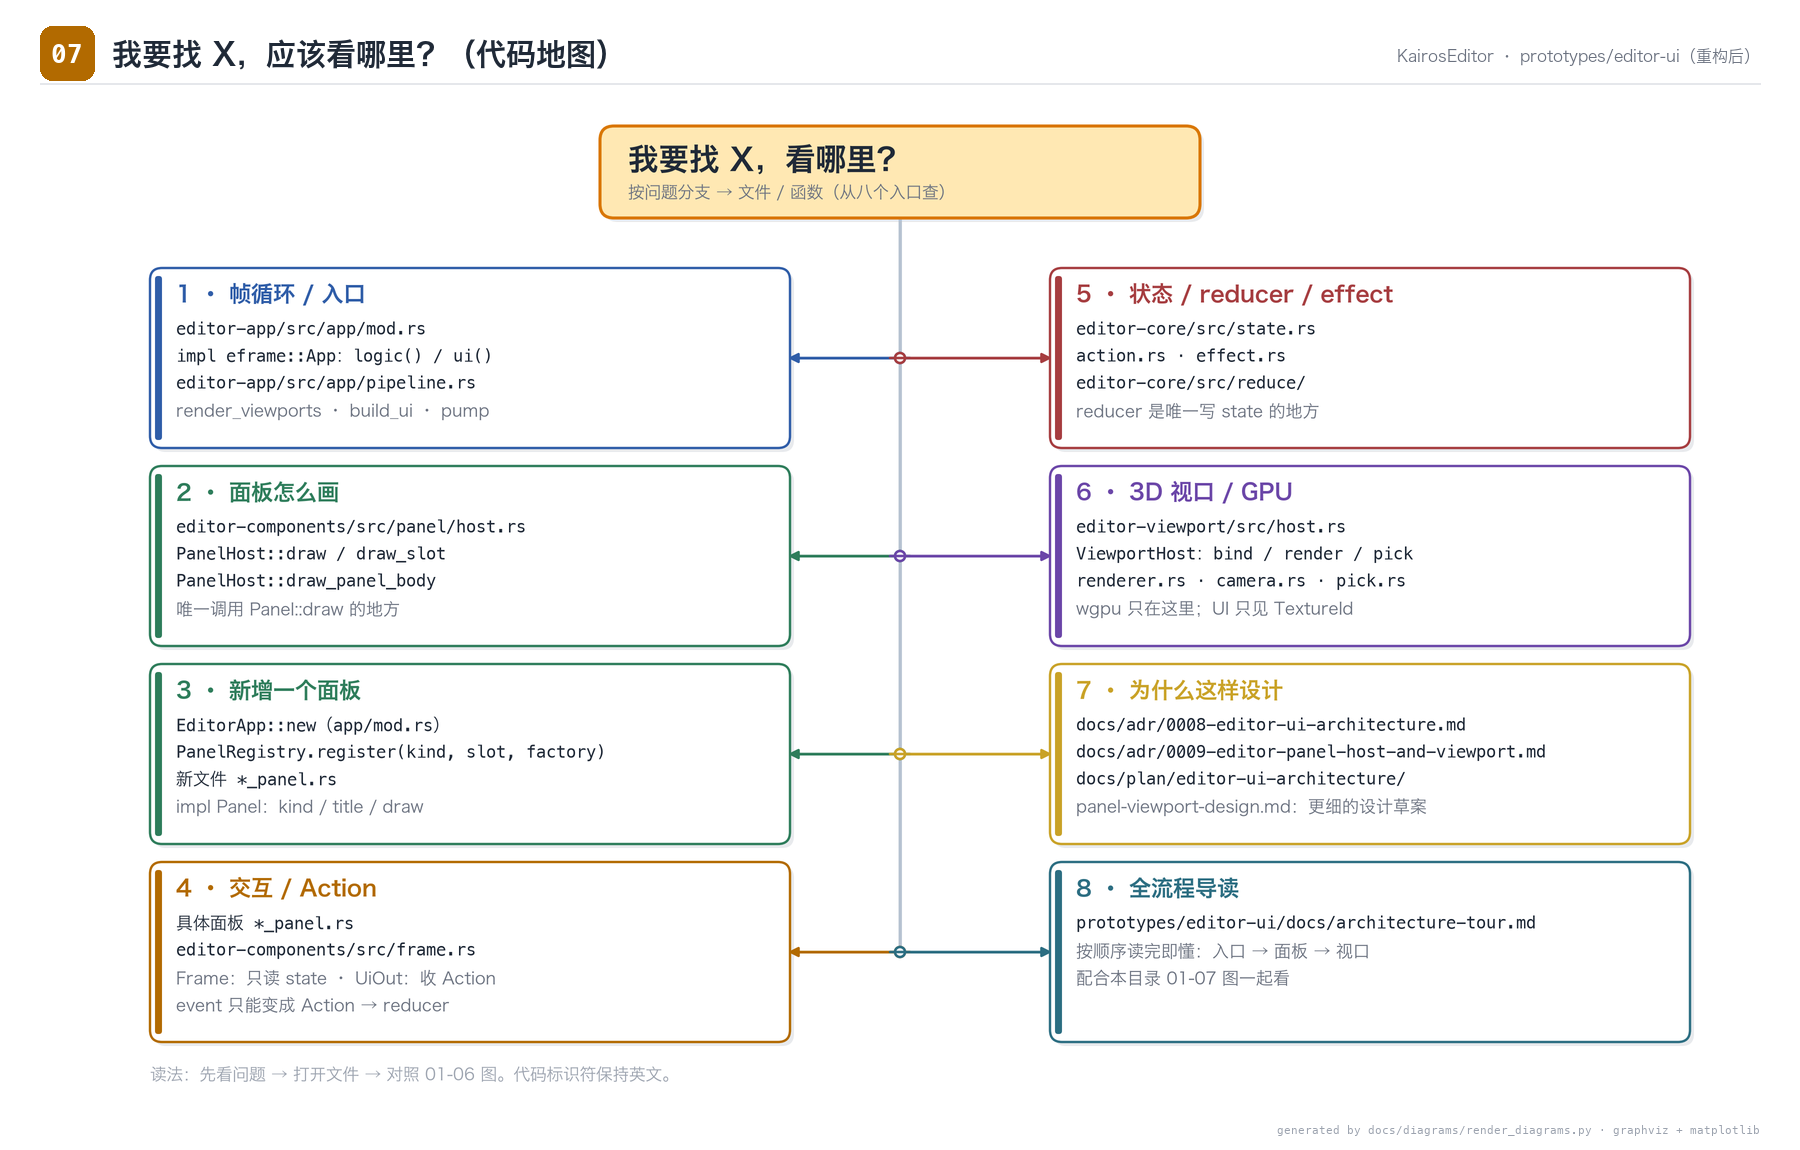 07
我要找 X，应该看哪里？（代码地图）
KairosEditor · prototypes/editor-ui（重构后）
我要找 X，看哪里？
按问题分支 → 文件 / 函数（从八个入口查）
1 · 帧循环 / 入口
editor-app/src/app/mod.rs
impl eframe::App: logic() / ui()
editor-app/src/app/pipeline.rs
render_viewports · build_ui · pump
2 · 面板怎么画
editor-components/src/panel/host.rs
PanelHost::draw / draw_slot
PanelHost::draw_panel_body
唯一调用 Panel::draw 的地方
3 · 新增一个面板
EditorApp::new（app/mod.rs）
PanelRegistry.register(kind, slot, factory)
新文件 *_panel.rs
impl Panel：kind / title / draw
4 · 交互 / Action
具体面板 *_panel.rs
editor-components/src/frame.rs
Frame：只读 state · UiOut：收 Action
event 只能变成 Action → reducer
5 · 状态 / reducer / effect
editor-core/src/state.rs
action.rs · effect.rs
editor-core/src/reduce/
reducer 是唯一写 state 的地方
6 · 3D 视口 / GPU
editor-viewport/src/host.rs
ViewportHost: bind / render / pick
renderer.rs · camera.rs · pick.rs
wgpu 只在这里；UI 只见 TextureId
7 · 为什么这样设计
docs/adr/0008-editor-ui-architecture.md
docs/adr/0009-editor-panel-host-and-viewport.md
docs/plan/editor-ui-architecture/
panel-viewport-design.md：更细的设计草案
8 · 全流程导读
prototypes/editor-ui/docs/architecture-tour.md
按顺序读完即懂：入口 → 面板 → 视口
配合本目录 01-07 图一起看
读法：先看问题 → 打开文件 → 对照 01-06 图。代码标识符保持英文。
generated by docs/diagrams/render_diagrams.py · graphviz + matplotlib